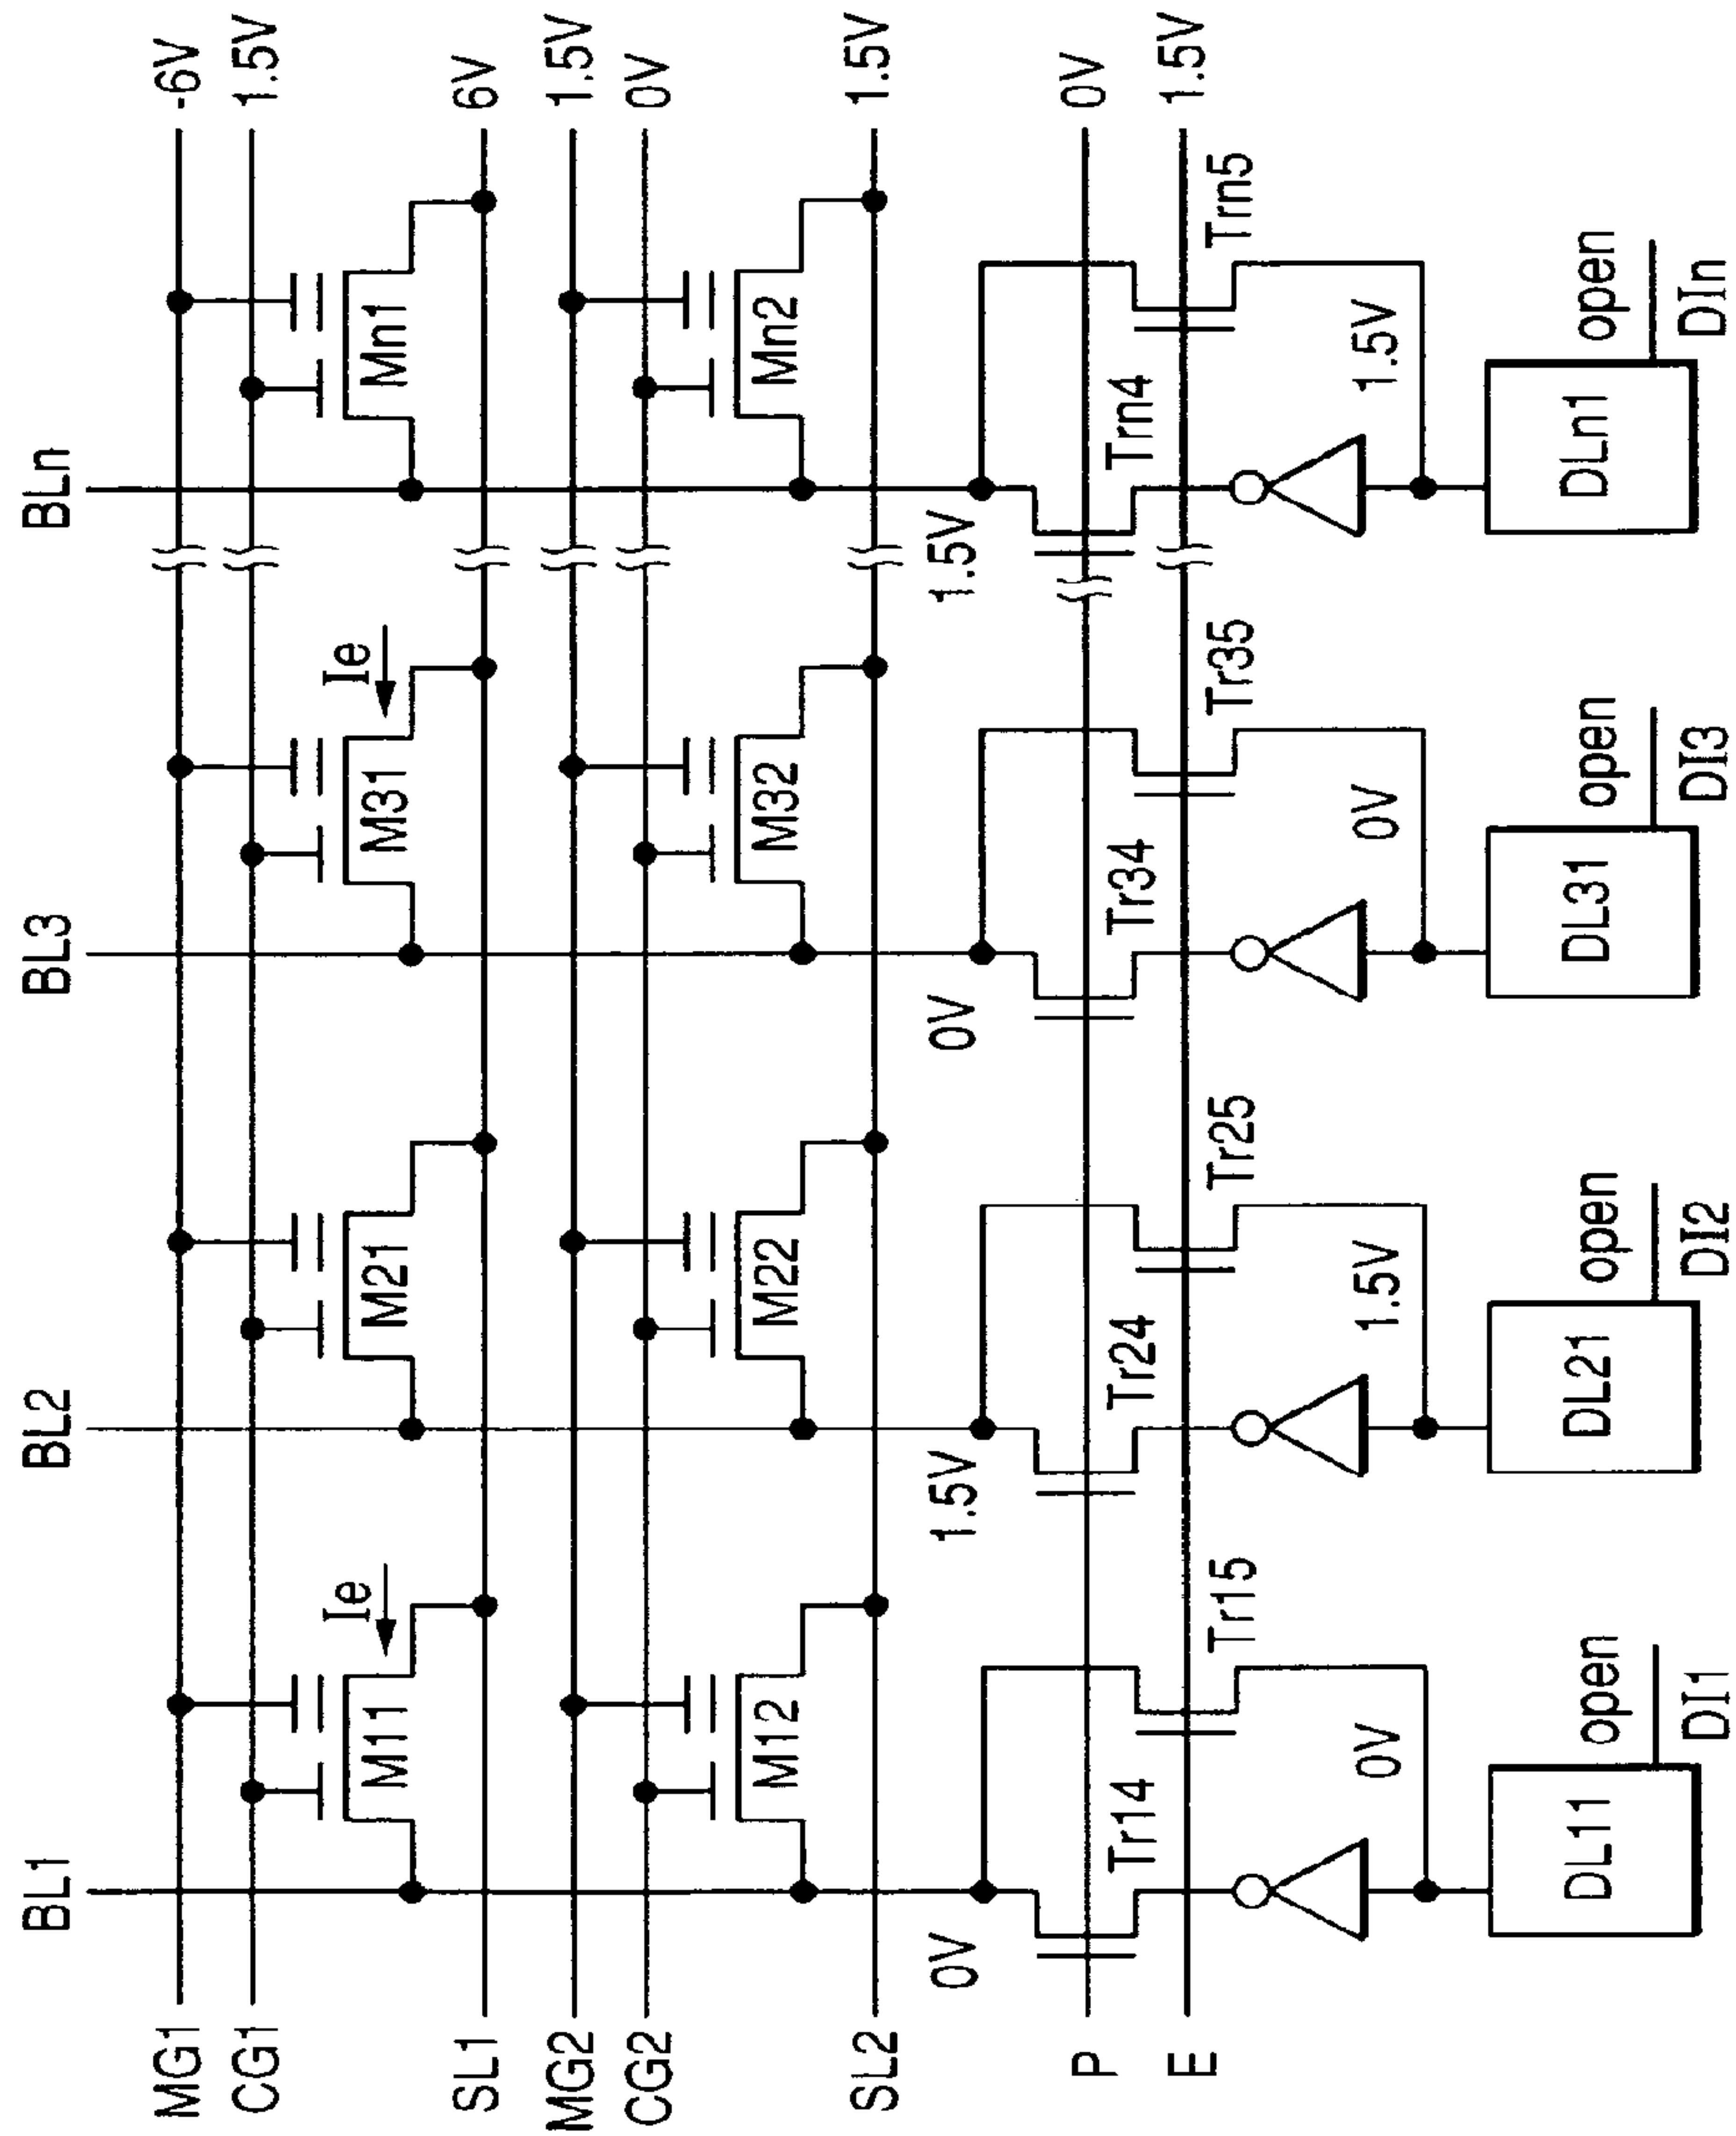 BL1 BL2 BL3 BLn
MG1 -6V
CG1 1.5V
Ie Ie
M11 M21 M31 Mn1
SL1 6V
MG2 1.5V
CG2 0V
M12 M22 M32 Mn2
SL2 1.5V
0V 1.5V 0V 1.5V
P 0V
Tr14 Tr24 Tr34 Trn4
E 1.5V
Tr15 Tr25 Tr35 Trn5
0V 1.5V 0V 1.5V
DL11 DL21 DL31 DLn1
open open open open
DI1 DI2 DI3 DIn